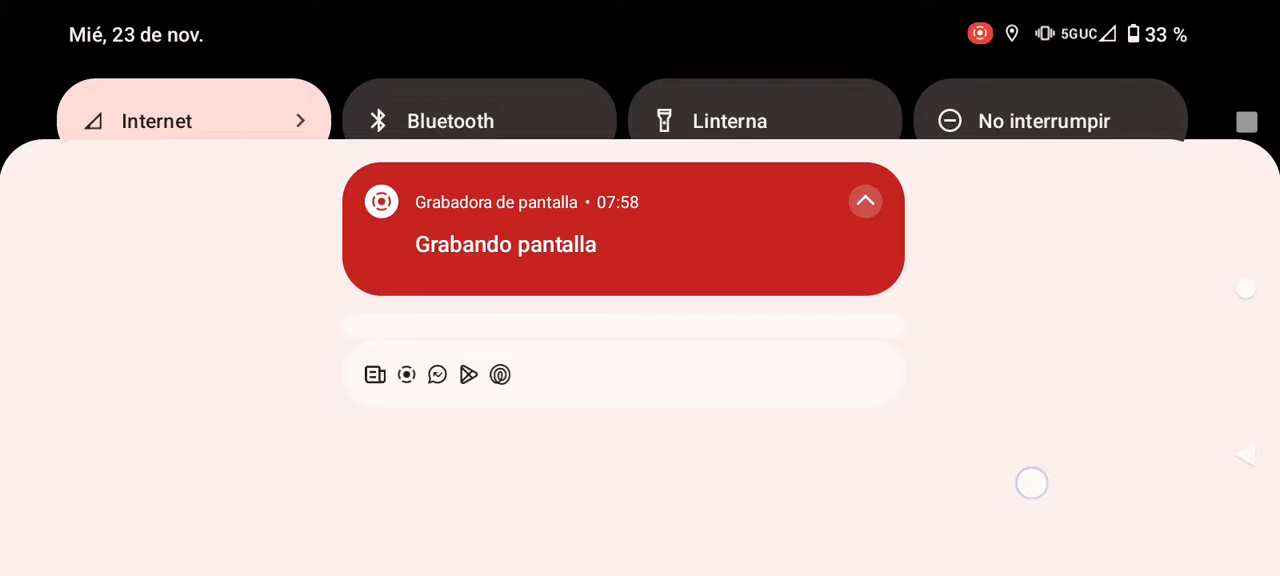 Mié, 23 de nov.
5GUC 33 %
Internet
Bluetooth
Linterna
No interrumpir
Grabadora de pantalla • 07:58
Grabando pantalla